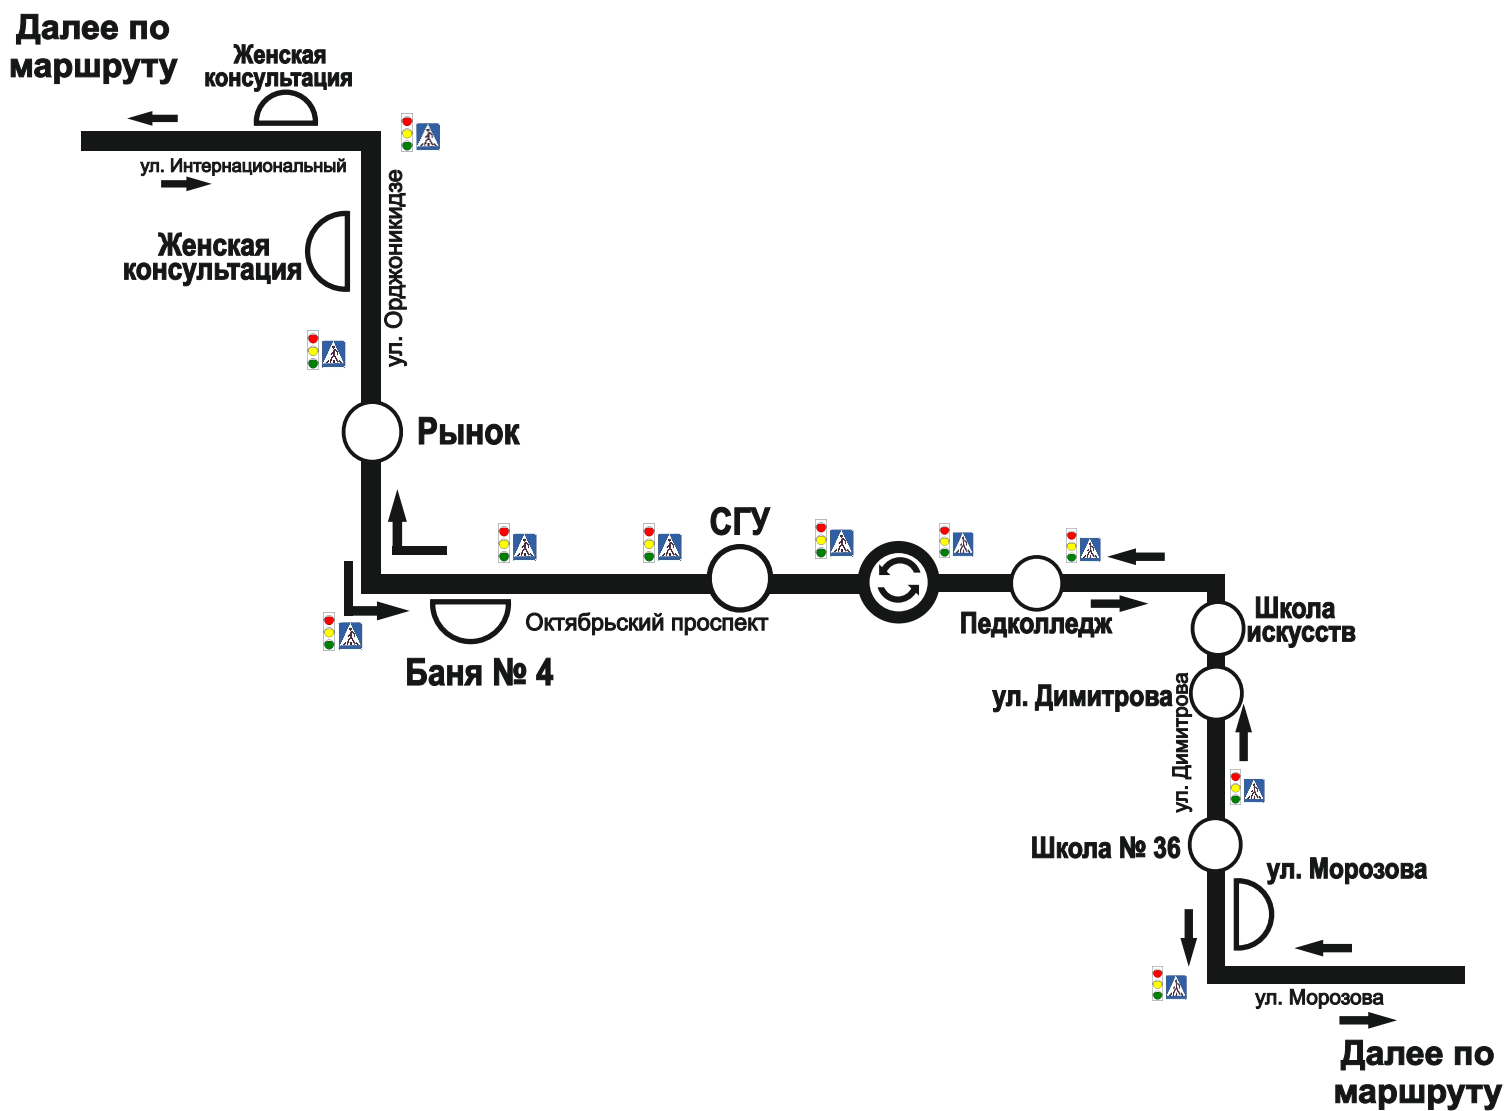 Далее по
маршруту
Женская
консультация
ул. Интернациональный
ул. Орджоникидзе
Женская
консультация
Рынок
СГУ
Октябрьский проспект
Баня № 4
Педколледж
Школа
искусств
ул. Димитрова
ул. Димитрова
Школа № 36
ул. Морозова
ул. Морозова
Далее по
маршруту